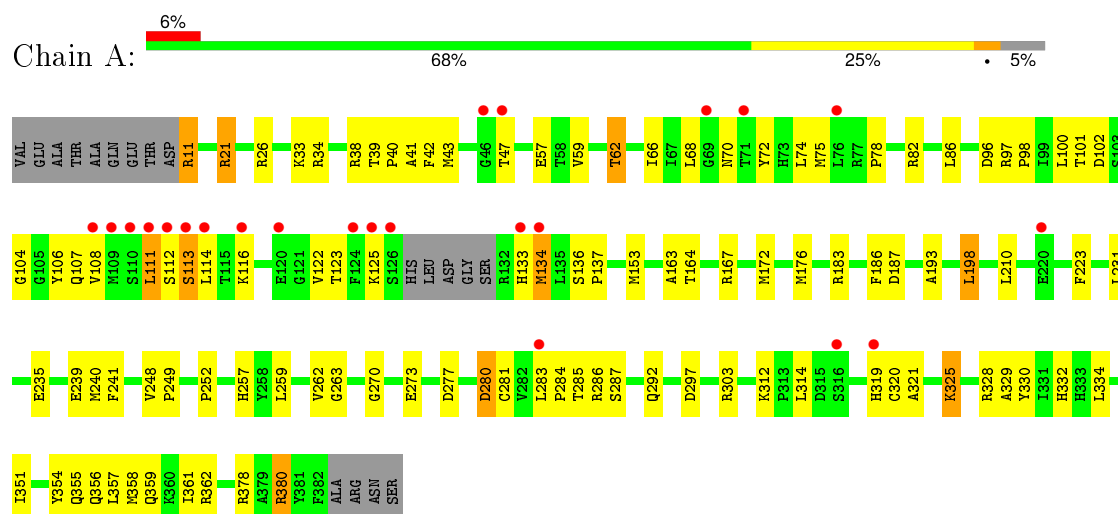 6%
Chain A:
68% 25% • 5%
VAL GLU ALA THR ALA GLN GLU THR ASP R11 R21 R26 K33 R34 R38 T39 P40 A41 F42 M43 G46 T47 E57 T58 V59 T62 I66 I67 L68 G69 N70 T71 Y72 H73 L74 M75 L76 R77 P78 R82 L86 D96 R97 P98 I99 L100 T101 D102 S103
G104 G105 Y106 Q107 V108 M109 S110 L111 S112 S113 L114 T115 K116 E120 G121 V122 T123 F124 K125 S126 HIS LEU ASP GLY SER R132 H133 M134 L135 S136 P137 M153 A163 T164 R167 M172 M176 R183 F186 D187 A193 L198 L210 E220 F223 L231
E235 E239 M240 F241 V248 P249 P252 H257 Y258 L259 V262 G263 G270 E273 D277 D280 C281 V282 L283 P284 T285 R286 S287 Q292 D297 R303 K312 P313 L314 D315 S316 H319 C320 A321 K325 R328 A329 Y330 I331 H332 H333 L334
I351 Y354 Q355 Q356 L357 M358 Q359 K360 I361 R362 R378 A379 R380 Y381 F382 ALA ARG ASN SER